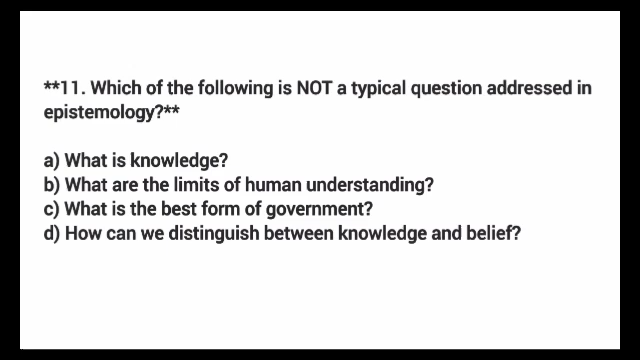 **11. Which of the following is NOT a typical question addressed in
epistemology?**
a) What is knowledge?
b) What are the limits of human understanding?
c) What is the best form of government?
d) How can we distinguish between knowledge and belief?